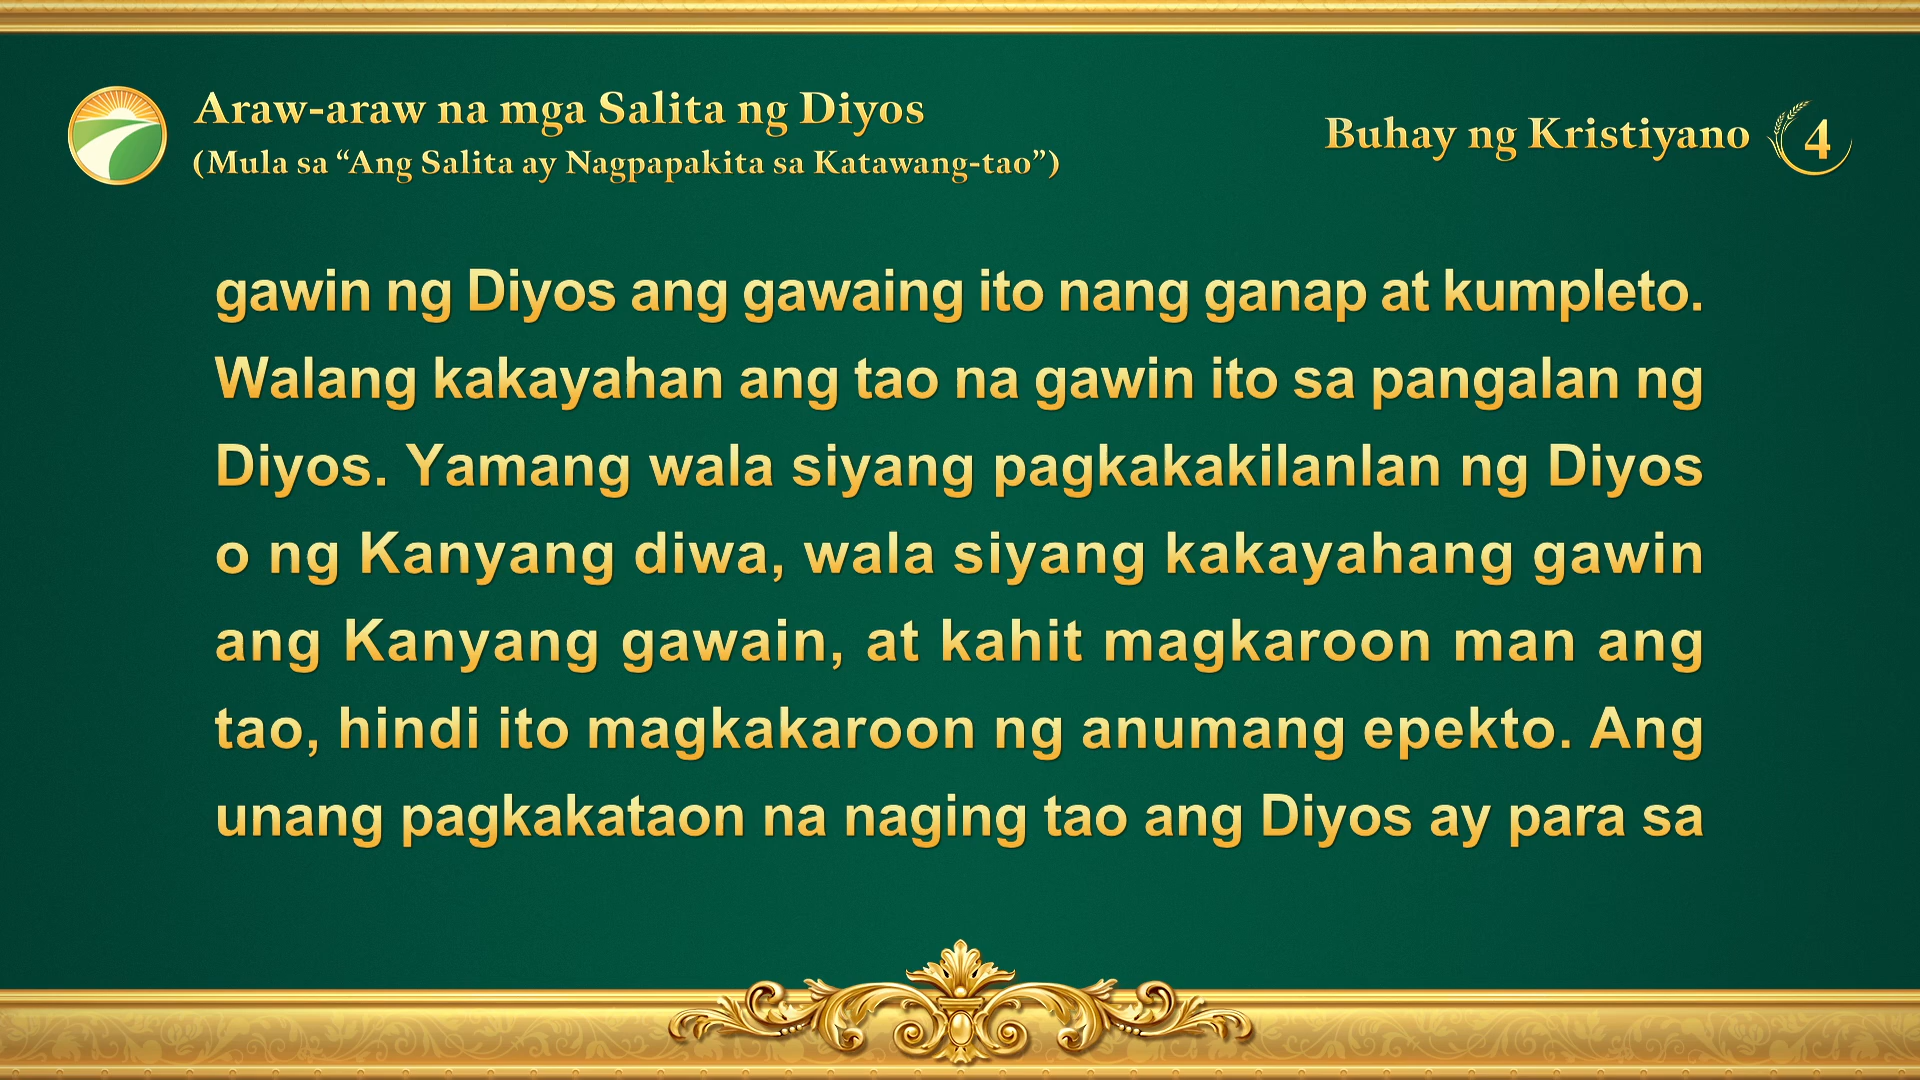 Araw-araw na mga Salita ng Diyos
(Mula sa “Ang Salita ay Nagpapakita sa Katawang-tao”)
Buhay ng Kristiyano 4
gawin ng Diyos ang gawaing ito nang ganap at kumpleto.
Walang kakayahan ang tao na gawin ito sa pangalan ng
Diyos. Yamang wala siyang pagkakakilanlan ng Diyos
o ng Kanyang diwa, wala siyang kakayahang gawin
ang Kanyang gawain, at kahit magkaroon man ang
tao, hindi ito magkakaroon ng anumang epekto. Ang
unang pagkakataon na naging tao ang Diyos ay para sa